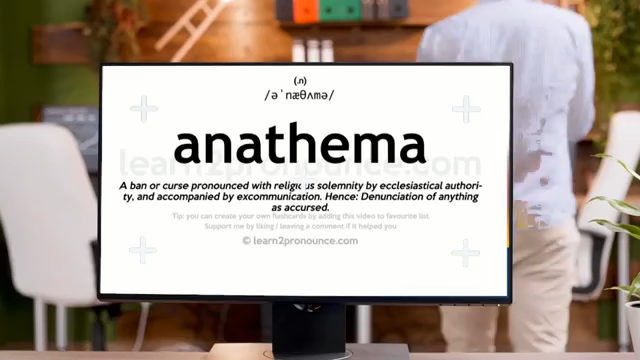 (.n)
/əˈnæθʌmə/
anathema
learn2pronounce.com
A ban or curse pronounced with religious solemnity by ecclesiastical authori-
ty, and accompanied by excommunication. Hence: Denunciation of anything
as accursed.
Tip: you can create your own flashcards by adding this video to favourite list
Support me by liking / leaving a comment if it helped you
© learn2pronounce.com